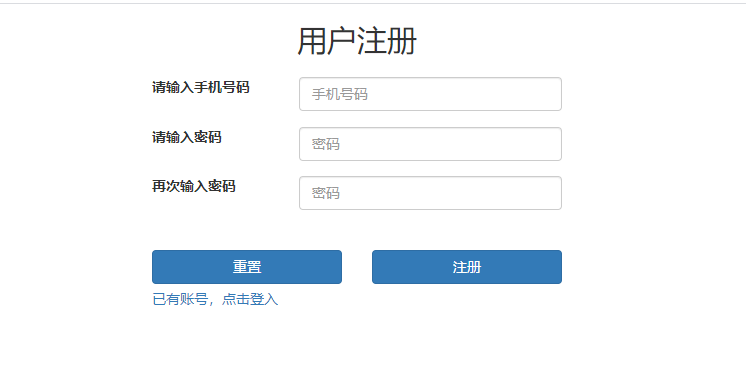 用户注册
请输入手机号码 手机号码
请输入密码 密码
再次输入密码 密码
重置 注册
已有账号，点击登入